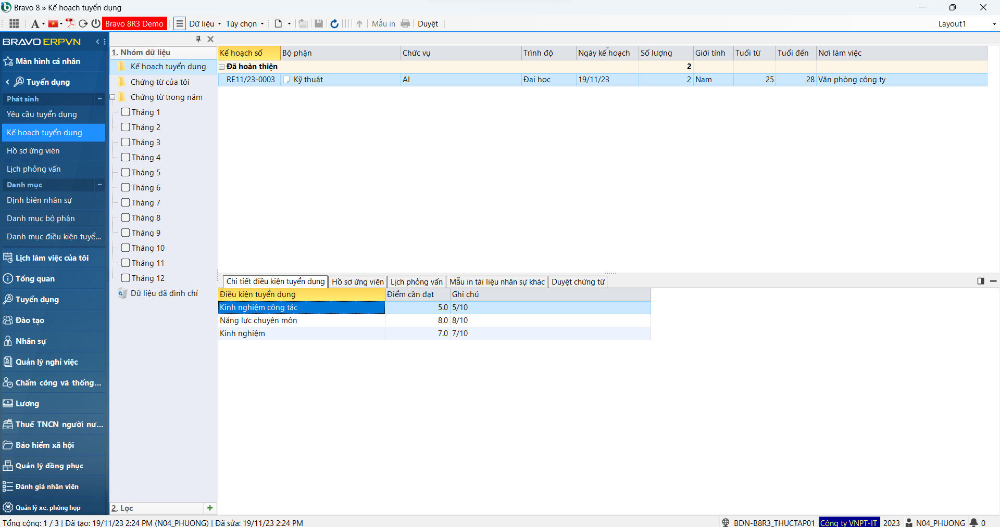 Bravo 8 » Kế hoạch tuyển dụng
Bravo 8R3 Demo Dữ liệu Tùy chọn Mẫu in Duyệt Layout1
BRAVO ERPVN
Màn hình cá nhân
Tuyển dụng
Phát sinh
Yêu cầu tuyển dụng
Kế hoạch tuyển dụng
Hồ sơ ứng viên
Lịch phỏng vấn
Danh mục
Định biên nhân sự
Danh mục bộ phận
Danh mục điều kiện tuyể...
Lịch làm việc của tôi
Tổng quan
Tuyển dụng
Đào tạo
Nhân sự
Quản lý nghỉ việc
Chấm công và thống...
Lương
Thuế TNCN người nư...
Bảo hiểm xã hội
Quản lý đồng phục
Đánh giá nhân viên
Quản lý xe, phòng họp
1. Nhóm dữ liệu
Kế hoạch tuyển dụng
Chứng từ của tôi
Chứng từ trong năm
Tháng 1
Tháng 2
Tháng 3
Tháng 4
Tháng 5
Tháng 6
Tháng 7
Tháng 8
Tháng 9
Tháng 10
Tháng 11
Tháng 12
Dữ liệu đã đình chỉ
2. Lọc
Kế hoạch số Bộ phận Chức vụ Trình độ Ngày kế hoạch Số lượng Giới tính Tuổi từ Tuổi đến Nơi làm việc
Đã hoàn thiện 2
RE11/23-0003 Kỹ thuật AI Đại học 19/11/23 2 Nam 25 28 Văn phòng công ty
Chi tiết điều kiện tuyển dụng Hồ sơ ứng viên Lịch phỏng vấn Mẫu in tài liệu nhân sự khác Duyệt chứng từ
Điều kiện tuyển dụng Điểm cần đạt Ghi chú
Kinh nghiệm công tác 5.0 5/10
Năng lực chuyên môn 8.0 8/10
Kinh nghiệm 7.0 7/10
Tổng cộng: 1 / 3 | Đã tạo: 19/11/23 2:24 PM (N04_PHUONG) | Đã sửa: 19/11/23 2:24 PM
BDN-B8R3_THUCTAP01 Công ty VNPT-IT 2023 N04_PHUONG 0